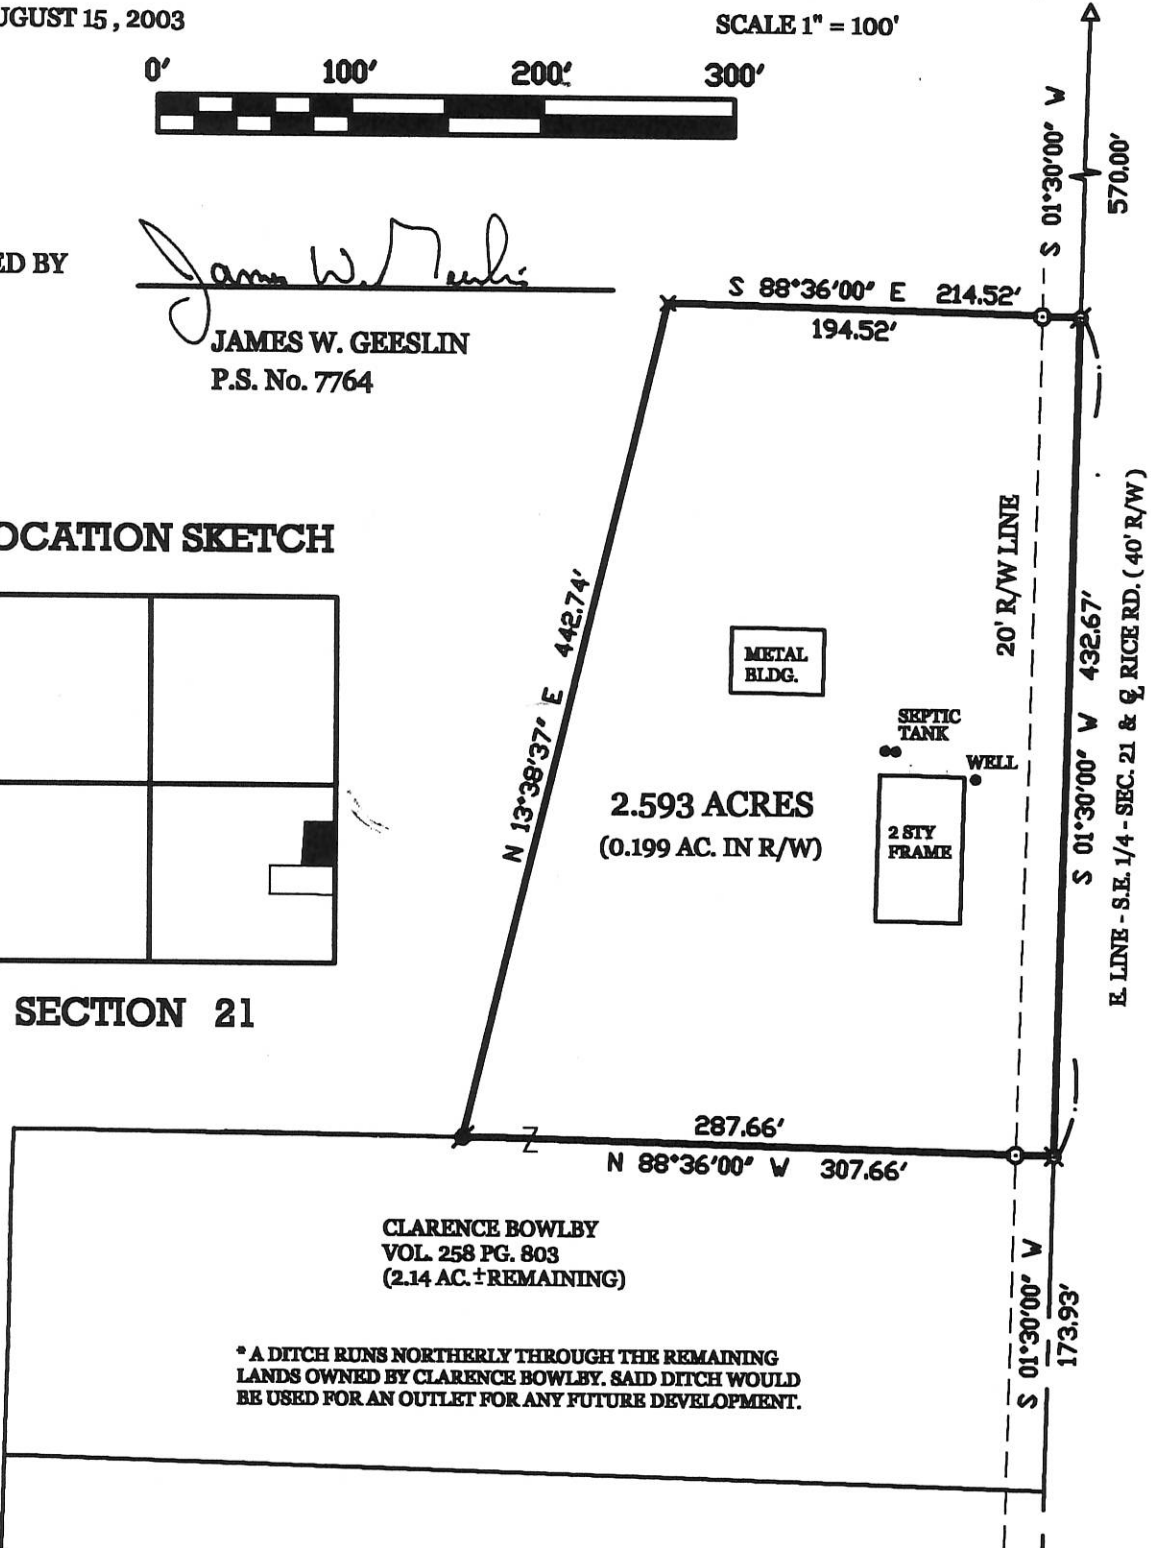 UGUST 15, 2003
SCALE 1" = 100'
0' 100' 200' 300'
S 01°30'00" W
570.00'
ED BY
James W. Geeslin
JAMES W. GEESLIN
P.S. No. 7764
S 88°36'00" E 214.52'
194.52'
OCATION SKETCH
SECTION 21
N 13°38'37" E 442.74'
METAL
BLDG.
SEPTIC
TANK
WELL
2 STY
FRAME
2.593 ACRES
(0.199 AC. IN R/W)
20' R/W LINE
S 01°30'00" W 432.67'
E. LINE - S.E. 1/4 - SEC. 21 & ℄ RICE RD. ( 40' R/W )
287.66'
Z
N 88°36'00" W 307.66'
CLARENCE BOWLBY
VOL. 258 PG. 803
(2.14 AC.± REMAINING)
* A DITCH RUNS NORTHERLY THROUGH THE REMAINING
LANDS OWNED BY CLARENCE BOWLBY. SAID DITCH WOULD
BE USED FOR AN OUTLET FOR ANY FUTURE DEVELOPMENT.
S 01°30'00" W
173.93'